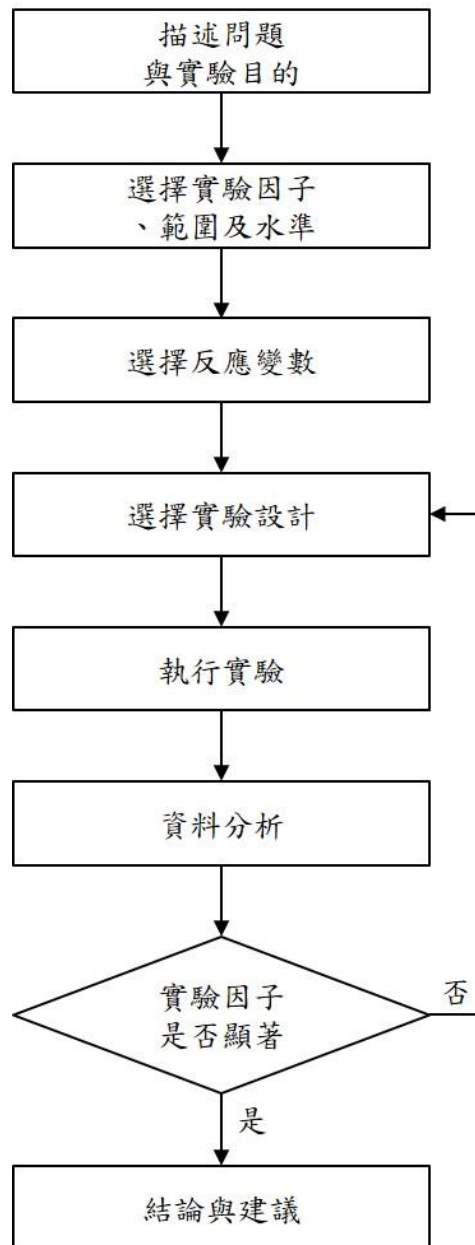 描述問題
與實驗目的
選擇實驗因子
、範圍及水準
選擇反應變數
選擇實驗設計
執行實驗
資料分析
實驗因子
是否顯著
否
是
結論與建議